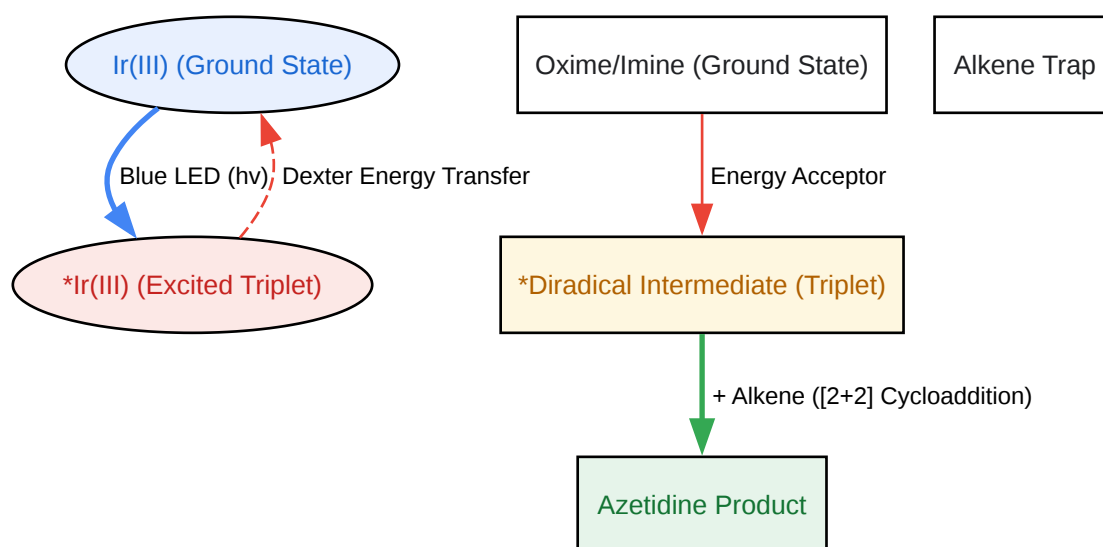 Ir(III) (Ground State)
Oxime/Imine (Ground State)
Alkene Trap
Blue LED (hv)
Dexter Energy Transfer
Energy Acceptor
*Ir(III) (Excited Triplet)
*Diradical Intermediate (Triplet)
+ Alkene ([2+2] Cycloaddition)
Azetidine Product